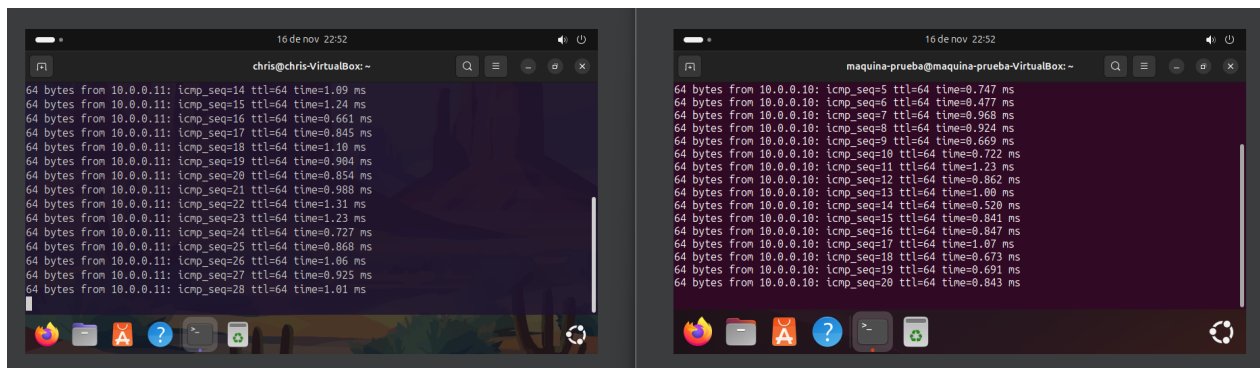 16 de nov 22:52
chris@chris-VirtualBox: ~
64 bytes from 10.0.0.11: icmp_seq=14 ttl=64 time=1.09 ms
64 bytes from 10.0.0.11: icmp_seq=15 ttl=64 time=1.24 ms
64 bytes from 10.0.0.11: icmp_seq=16 ttl=64 time=0.661 ms
64 bytes from 10.0.0.11: icmp_seq=17 ttl=64 time=0.845 ms
64 bytes from 10.0.0.11: icmp_seq=18 ttl=64 time=1.10 ms
64 bytes from 10.0.0.11: icmp_seq=19 ttl=64 time=0.904 ms
64 bytes from 10.0.0.11: icmp_seq=20 ttl=64 time=0.854 ms
64 bytes from 10.0.0.11: icmp_seq=21 ttl=64 time=0.988 ms
64 bytes from 10.0.0.11: icmp_seq=22 ttl=64 time=1.31 ms
64 bytes from 10.0.0.11: icmp_seq=23 ttl=64 time=1.23 ms
64 bytes from 10.0.0.11: icmp_seq=24 ttl=64 time=0.727 ms
64 bytes from 10.0.0.11: icmp_seq=25 ttl=64 time=0.868 ms
64 bytes from 10.0.0.11: icmp_seq=26 ttl=64 time=1.06 ms
64 bytes from 10.0.0.11: icmp_seq=27 ttl=64 time=0.925 ms
64 bytes from 10.0.0.11: icmp_seq=28 ttl=64 time=1.01 ms
16 de nov 22:52
maquina-prueba@maquina-prueba-VirtualBox: ~
64 bytes from 10.0.0.10: icmp_seq=5 ttl=64 time=0.747 ms
64 bytes from 10.0.0.10: icmp_seq=6 ttl=64 time=0.477 ms
64 bytes from 10.0.0.10: icmp_seq=7 ttl=64 time=0.968 ms
64 bytes from 10.0.0.10: icmp_seq=8 ttl=64 time=0.924 ms
64 bytes from 10.0.0.10: icmp_seq=9 ttl=64 time=0.669 ms
64 bytes from 10.0.0.10: icmp_seq=10 ttl=64 time=0.722 ms
64 bytes from 10.0.0.10: icmp_seq=11 ttl=64 time=1.23 ms
64 bytes from 10.0.0.10: icmp_seq=12 ttl=64 time=0.862 ms
64 bytes from 10.0.0.10: icmp_seq=13 ttl=64 time=1.00 ms
64 bytes from 10.0.0.10: icmp_seq=14 ttl=64 time=0.520 ms
64 bytes from 10.0.0.10: icmp_seq=15 ttl=64 time=0.841 ms
64 bytes from 10.0.0.10: icmp_seq=16 ttl=64 time=0.847 ms
64 bytes from 10.0.0.10: icmp_seq=17 ttl=64 time=1.07 ms
64 bytes from 10.0.0.10: icmp_seq=18 ttl=64 time=0.673 ms
64 bytes from 10.0.0.10: icmp_seq=19 ttl=64 time=0.691 ms
64 bytes from 10.0.0.10: icmp_seq=20 ttl=64 time=0.843 ms